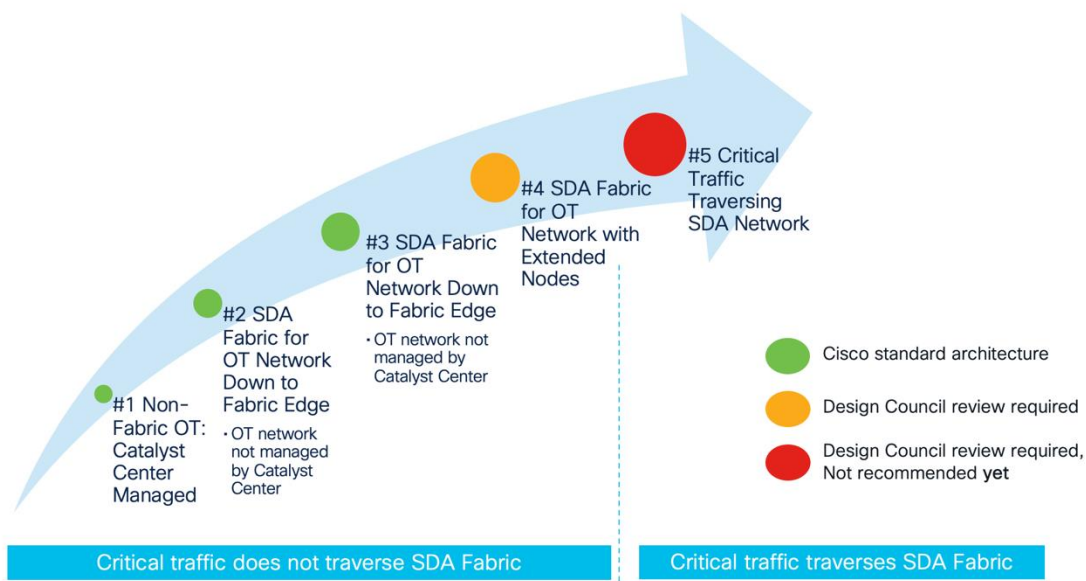 #1 Non-
Fabric OT:
Catalyst
Center
Managed
#2 SDA
Fabric for
OT Network
Down to
Fabric Edge
• OT network
not managed
by Catalyst
Center
#3 SDA Fabric
for OT
Network Down
to Fabric Edge
• OT network not
managed by
Catalyst Center
#4 SDA Fabric
for OT
Network with
Extended
Nodes
#5 Critical
Traffic
Traversing
SDA Network
Cisco standard architecture
Design Council review required
Design Council review required,
Not recommended yet
Critical traffic does not traverse SDA Fabric
Critical traffic traverses SDA Fabric